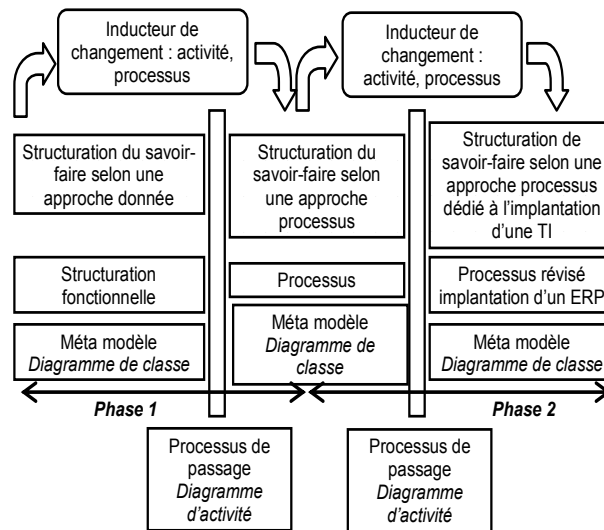 Inducteur de
changement : activité,
processus
Inducteur de
changement :
activité, processus
Structuration du savoir-
faire selon une
approche donnée
Structuration du
savoir-faire selon
une approche
processus
Structuration de
savoir-faire selon une
approche processus
dédié à l'implantation
d'une TI
Structuration
fonctionnelle
Processus
Processus révisé
implantation d'un ERP
Méta modèle
Diagramme de classe
Méta modèle
Diagramme de
classe
Méta modèle
Diagramme de classe
Phase 1
Phase 2
Processus de
passage
Diagramme
d'activité
Processus de
passage
Diagramme
d'activité